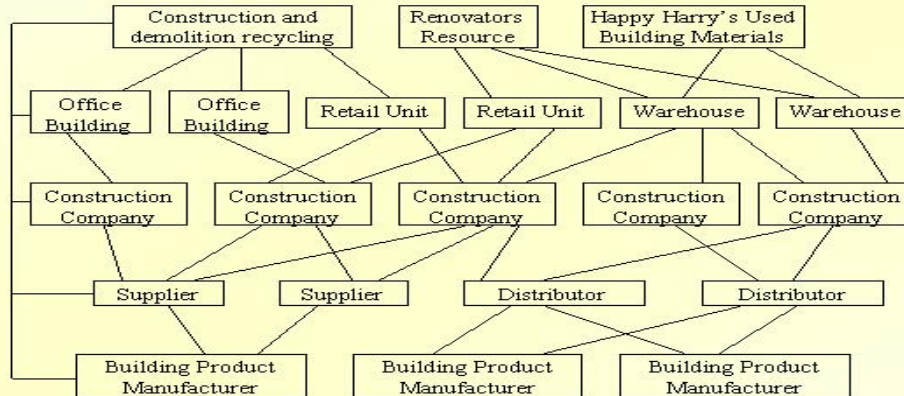 Construction and
demolition recycling
Renovators
Resource
Happy Harry's Used
Building Materials
Office
Building
Office
Building
Retail Unit
Retail Unit
Warehouse
Warehouse
Construction
Company
Construction
Company
Construction
Company
Construction
Company
Construction
Company
Supplier
Supplier
Distributor
Distributor
Building Product
Manufacturer
Building Product
Manufacturer
Building Product
Manufacturer